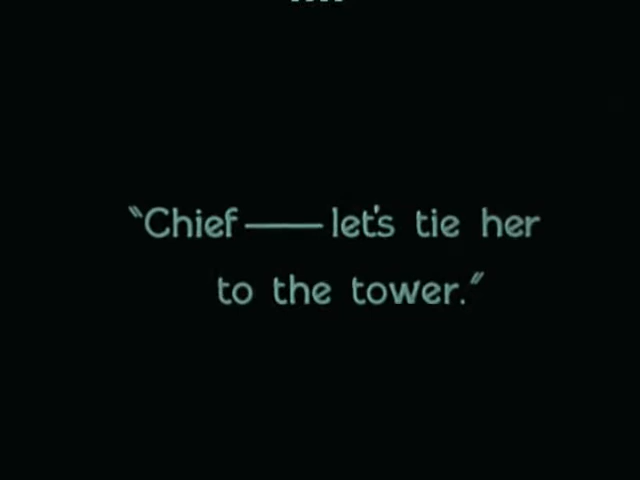 "Chief — let's tie her
to the tower."